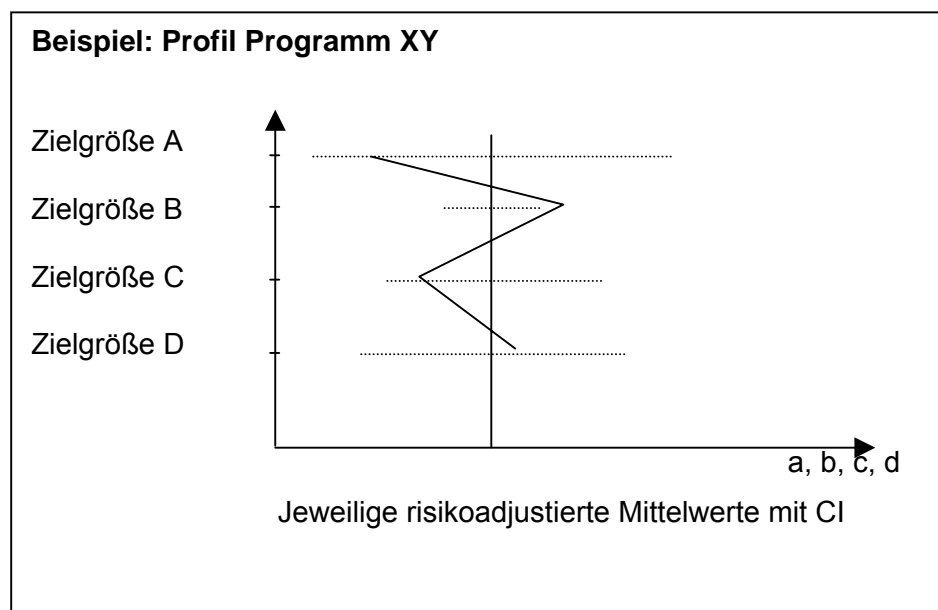 Beispiel: Profil Programm XY
Zielgröße A
Zielgröße B
Zielgröße C
Zielgröße D
a, b, c, d
Jeweilige risikoadjustierte Mittelwerte mit CI